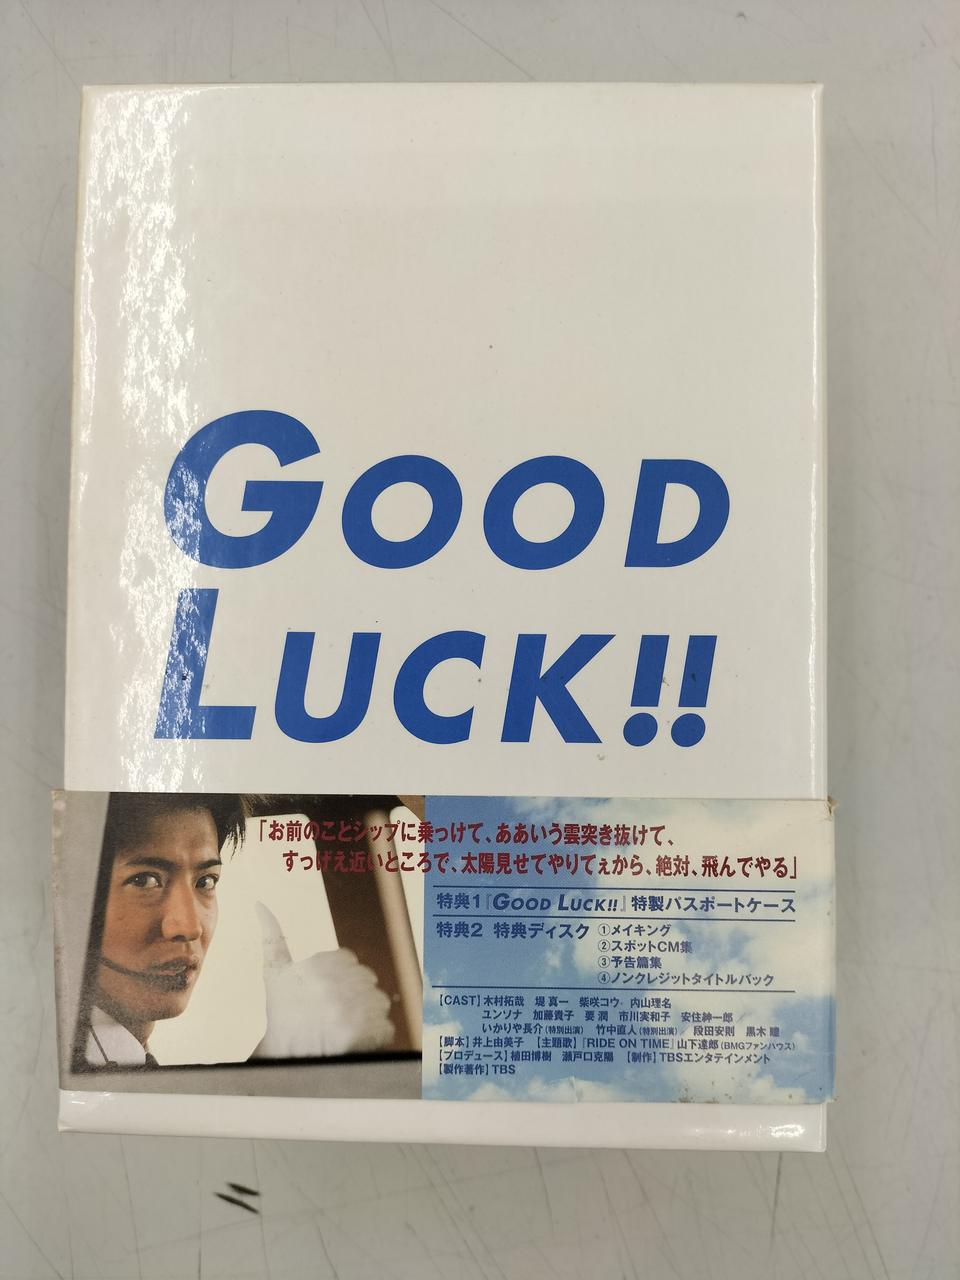 GOOD
LUCK!!
「お前のことシップに乗っけて、ああいう雲突き抜けて、
すっげえ近いところで、太陽見せてやりてぇから、絶対、飛んでやる」
特典1『GOOD LUCK!!』特製パスポートケース
特典2 特典ディスク ①メイキング
②スポットCM集
③予告篇集
④ノンクレジットタイトルバック
【CAST】木村拓哉 堤 真一 柴咲コウ 内山理名
ユンソナ 加藤貴子 要 潤 市川実和子 安住紳一郎／
いかりや長介(特別出演) 竹中直人(特別出演)／段田安則 黒木 瞳
【脚本】井上由美子 【主題歌】『RIDE ON TIME』山下達郎(BMGファンハウス)
【プロデュース】植田博樹 瀬戸口克陽 【制作】TBSエンタテインメント
【製作著作】TBS